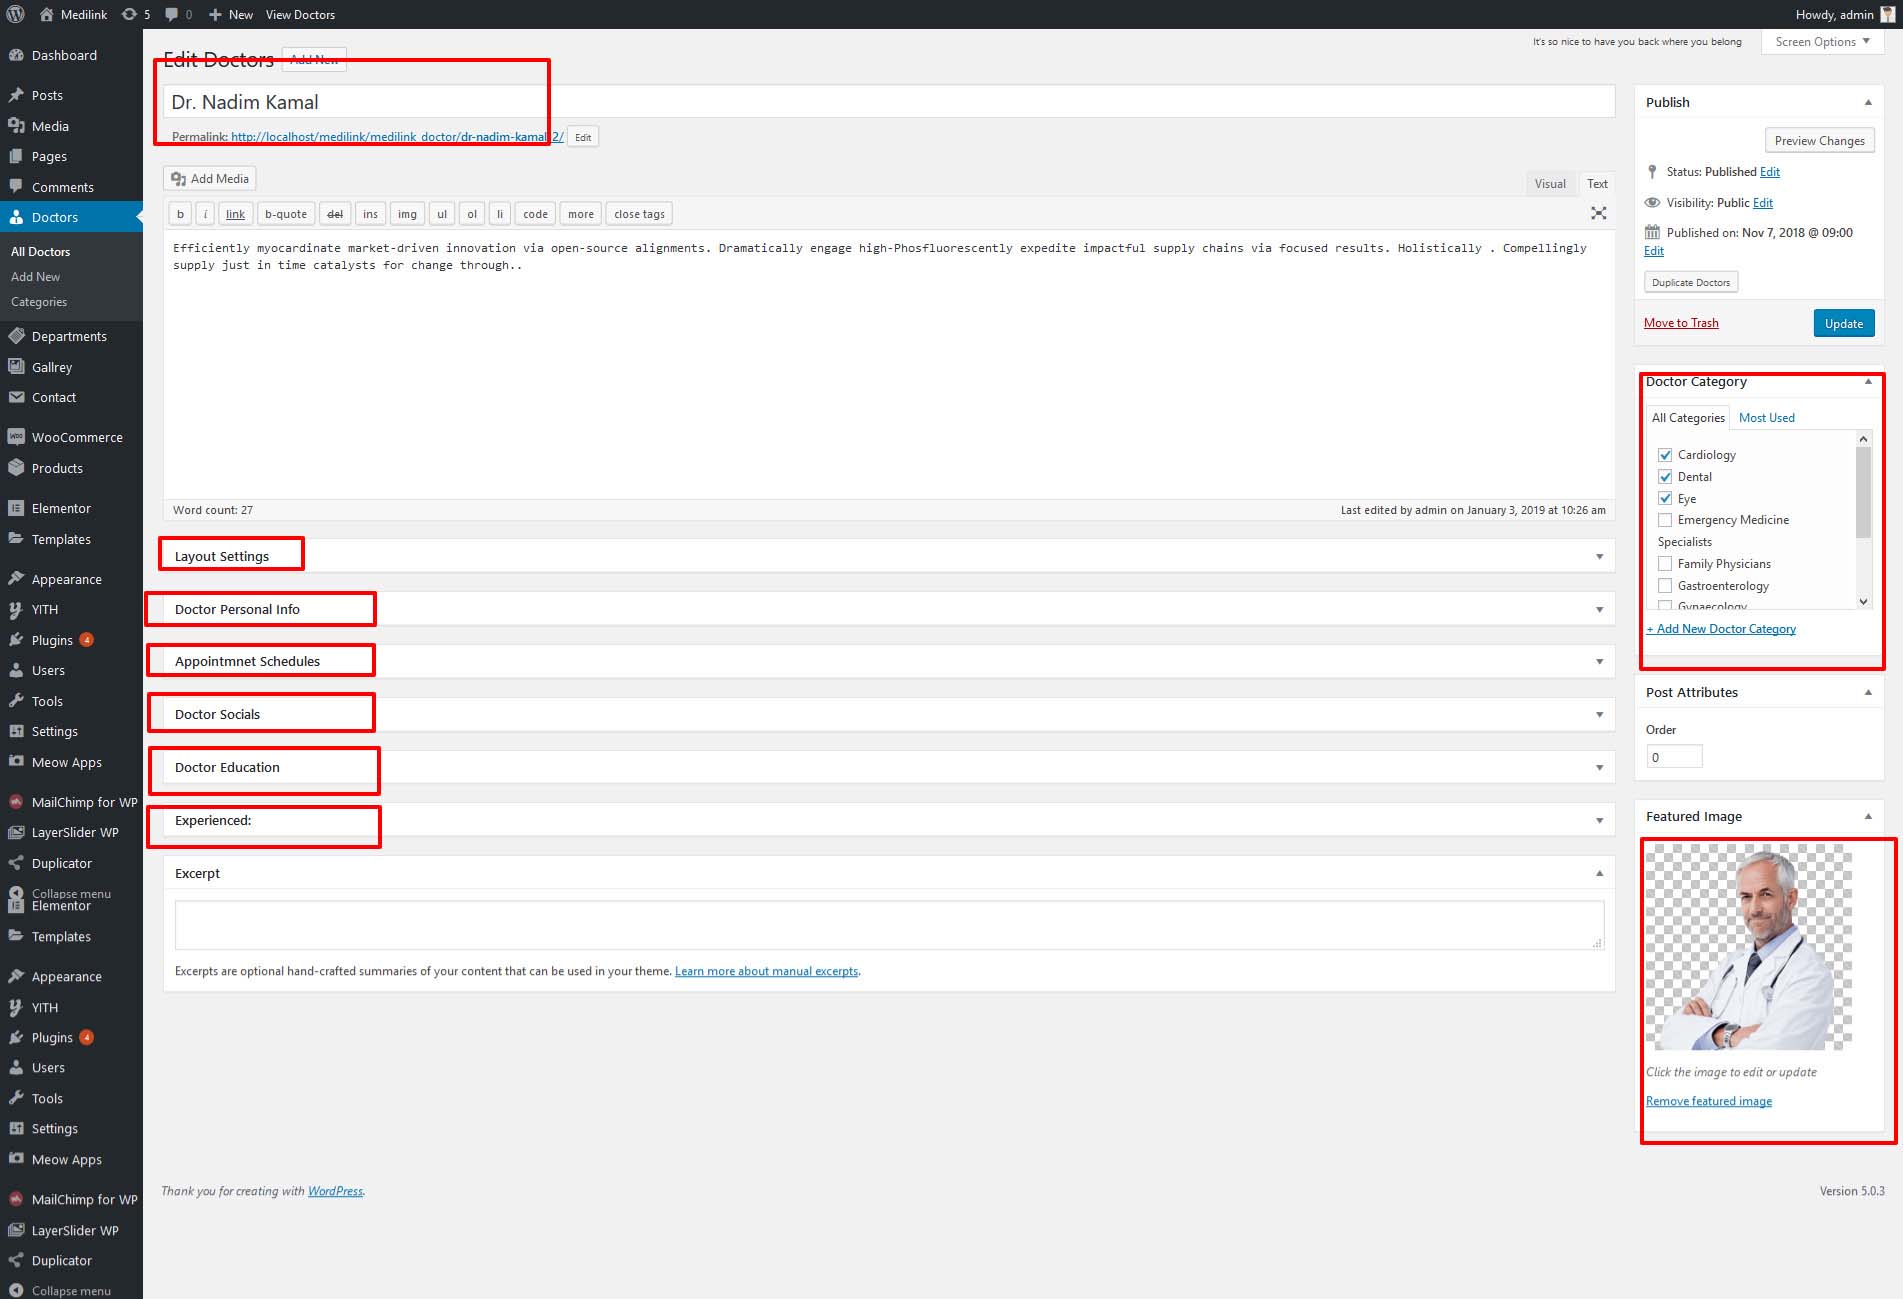 Medilink 5 0 New View Doctors Howdy, admin
It's so nice to have you back where you belong
Screen Options
Dashboard
Posts
Media
Pages
Comments
Doctors
All Doctors
Add New
Categories
Departments
Gallrey
Contact
WooCommerce
Products
Elementor
Templates
Appearance
YITH
Plugins 4
Users
Tools
Settings
Meow Apps
MailChimp for WP
LayerSlider WP
Duplicator
Collapse menu
Elementor
Templates
Appearance
YITH
Plugins 4
Users
Tools
Settings
Meow Apps
MailChimp for WP
LayerSlider WP
Duplicator
Collapse menu
Edit Doctors Add New
Dr. Nadim Kamal
Permalink: http://localhost/medilink/medilink_doctor/dr-nadim-kamal-2/ Edit
Add Media
Visual Text
b i link b-quote del ins img ul ol li code more close tags
Efficiently myocardinate market-driven innovation via open-source alignments. Dramatically engage high-Phosfluorescently expedite impactful supply chains via focused results. Holistically . Compellingly
supply just in time catalysts for change through..
Word count: 27
Last edited by admin on January 3, 2019 at 10:26 am
Layout Settings
Doctor Personal Info
Appointmnet Schedules
Doctor Socials
Doctor Education
Experienced:
Excerpt
Excerpts are optional hand-crafted summaries of your content that can be used in your theme. Learn more about manual excerpts.
Publish
Preview Changes
Status: Published Edit
Visibility: Public Edit
Published on: Nov 7, 2018 @ 09:00
Edit
Duplicate Doctors
Move to Trash
Update
Doctor Category
All Categories Most Used
Cardiology
Dental
Eye
Emergency Medicine
Specialists
Family Physicians
Gastroenterology
Gynaecology
+ Add New Doctor Category
Post Attributes
Order
0
Featured Image
Click the image to edit or update
Remove featured image
Thank you for creating with WordPress.
Version 5.0.3